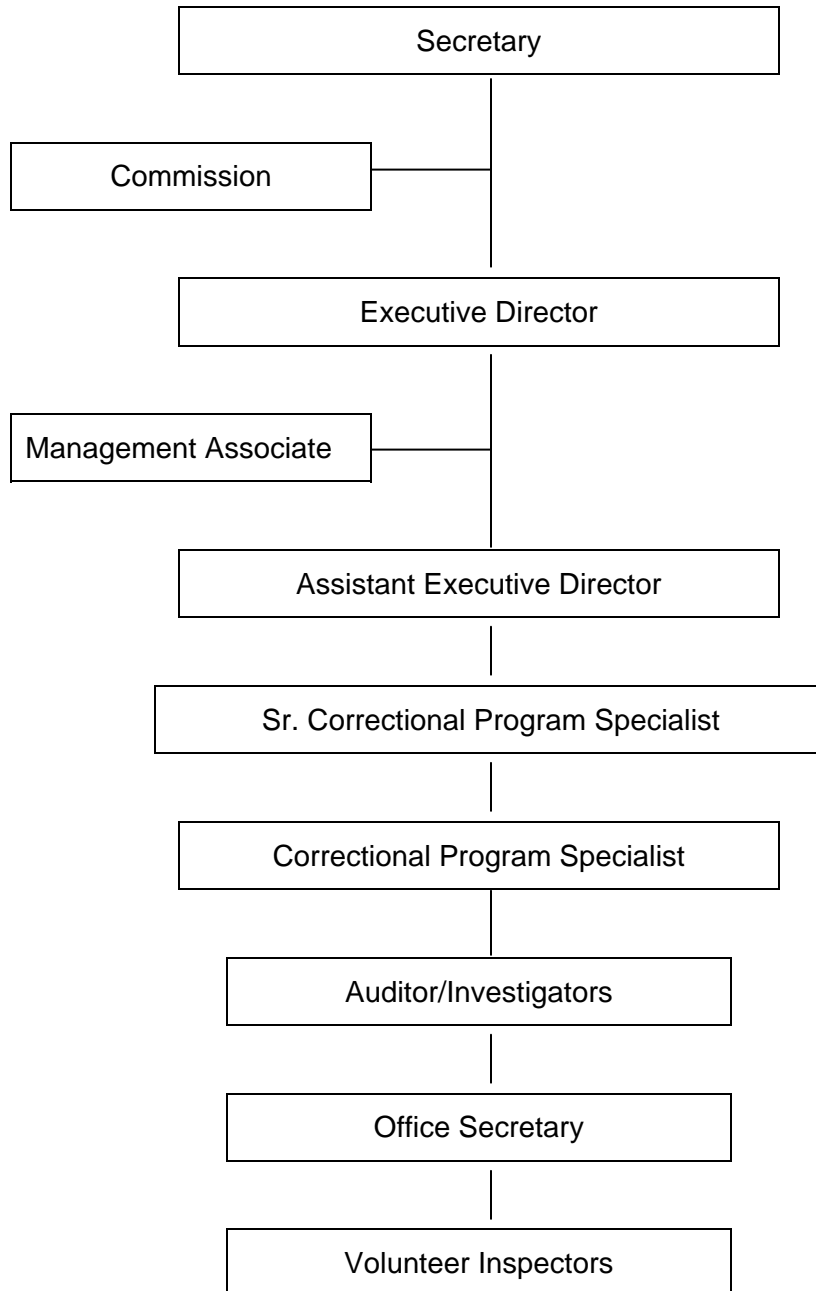 Secretary
Commission
Executive Director
Management Associate
Assistant Executive Director
Sr. Correctional Program Specialist
Correctional Program Specialist
Auditor/Investigators
Office Secretary
Volunteer Inspectors